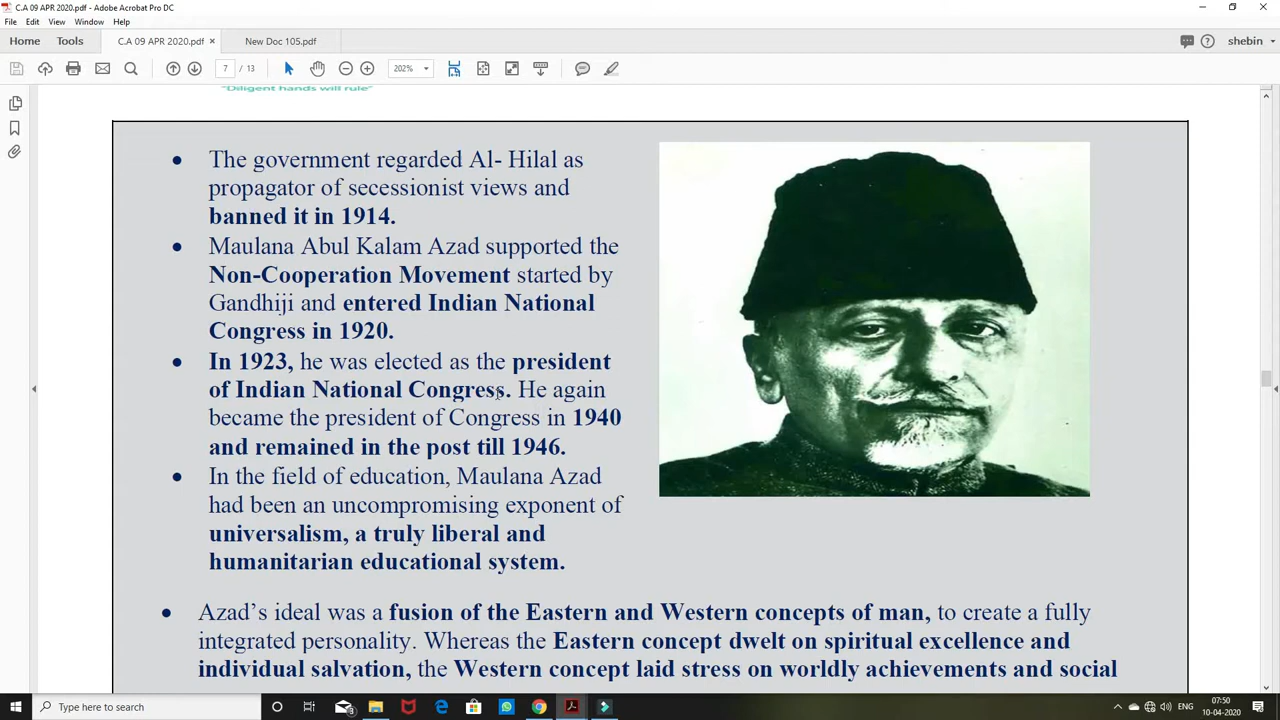 C.A 09 APR 2020.pdf - Adobe Acrobat Pro DC
File Edit View Window Help
Home Tools C.A 09 APR 2020.pdf × New Doc 105.pdf shebin
7 / 13 202%
"Diligent hands will rule"
• The government regarded Al- Hilal as
propagator of secessionist views and
banned it in 1914.
• Maulana Abul Kalam Azad supported the
Non-Cooperation Movement started by
Gandhiji and entered Indian National
Congress in 1920.
• In 1923, he was elected as the president
of Indian National Congress. He again
became the president of Congress in 1940
and remained in the post till 1946.
• In the field of education, Maulana Azad
had been an uncompromising exponent of
universalism, a truly liberal and
humanitarian educational system.
• Azad's ideal was a fusion of the Eastern and Western concepts of man, to create a fully
integrated personality. Whereas the Eastern concept dwelt on spiritual excellence and
individual salvation, the Western concept laid stress on worldly achievements and social
Type here to search
ENG
07:50
10-04-2020